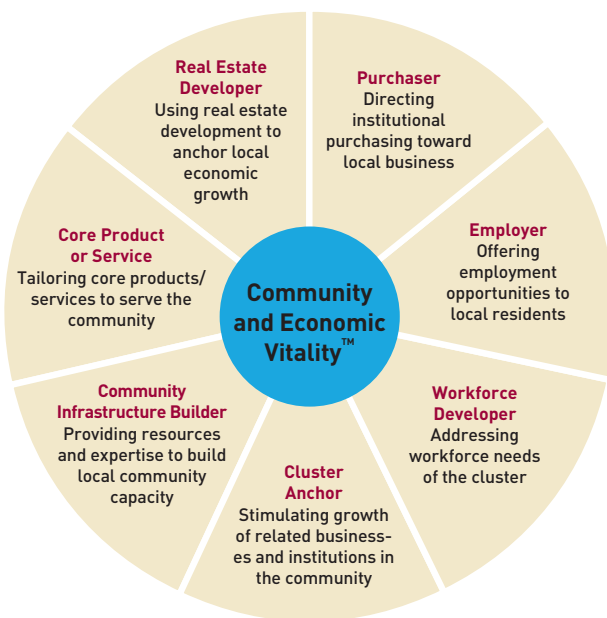 Real Estate
Developer
Using real estate
development to
anchor local
economic
growth
Purchaser
Directing
institutional
purchasing toward
local business
Employer
Offering
employment
opportunities to
local residents
Workforce
Developer
Addressing
workforce needs
of the cluster
Cluster
Anchor
Stimulating growth
of related business-
es and institutions in
the community
Community
Infrastructure Builder
Providing resources
and expertise to build
local community
capacity
Core Product
or Service
Tailoring core products/
services to serve the
community
Community
and Economic
Vitality™